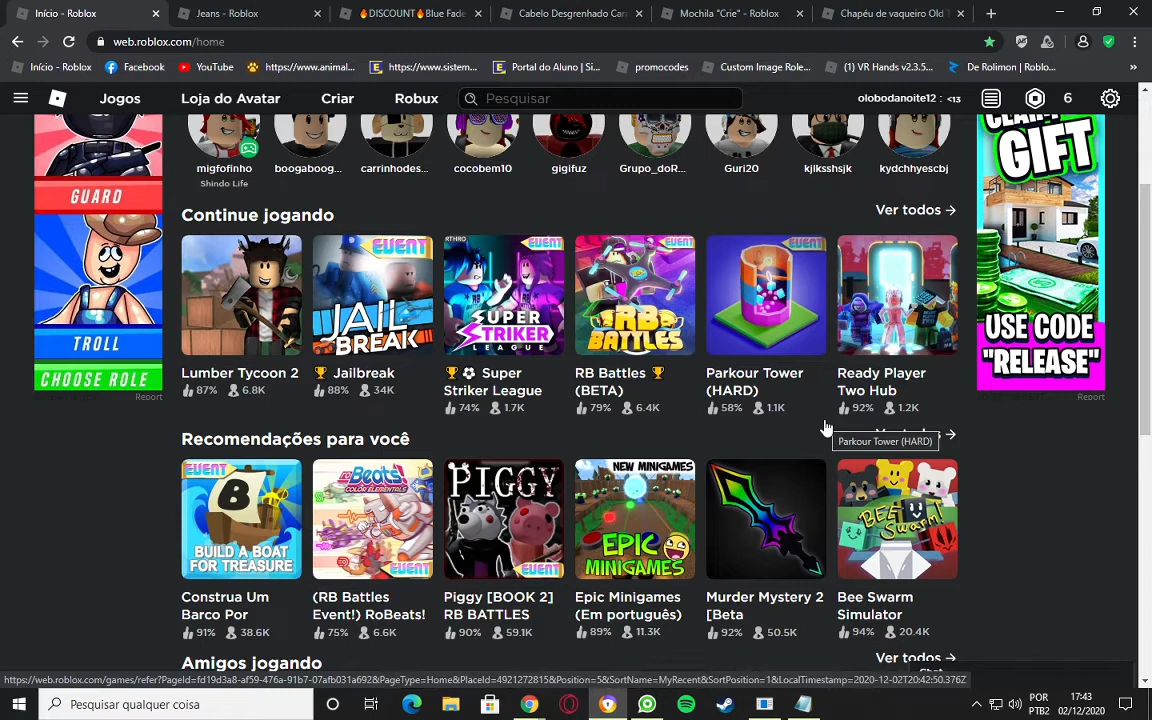 Início - Roblox
Jeans - Roblox
🔥DISCOUNT🔥Blue Fade
Cabelo Desgrenhado Car
Mochila "Crie" - Roblox
Chapéu de vaqueiro Old T
web.roblox.com/home
Início - Roblox
Facebook
YouTube
https://www.animal...
https://www.sistem...
Portal do Aluno | Si...
promocodes
Custom Image Role...
(1) VR Hands v2.3.5...
De Rolimon | Roblo...
»
Jogos
Loja do Avatar
Criar
Robux
Pesquisar
olobodanoite12 : <13
6
migfofinho
Shindo Life
boogaboog...
carrinhodes...
cocobem10
gigifuz
Grupo_doR...
Guri20
kjlksshsjk
kydchhyescbj
GUARD
TROLL
CHOOSE ROLE
Report
Continue jogando
Ver todos →
EVENT
JAIL
BREAK
RTHRO
EVENT
SUPER
STRIKER
LEAGUE
EVENT
RB
BATTLES
EVENT
Lumber Tycoon 2
87% 6.8K
🏆 Jailbreak
88% 34K
🏆 ⚽ Super
Striker League
74% 1.7K
RB Battles 🏆
(BETA)
79% 6.4K
Parkour Tower
(HARD)
58% 1.1K
Ready Player
Two Hub
92% 1.2K
GIFT
USE CODE
"RELEASE"
Report
Parkour Tower (HARD)
Recomendações para você
EVENT
B
BUILD A BOAT
FOR TREASURE
Beats!
EVENT
PIGGY
EVENT
NEW MINIGAMES
EPIC
MINIGAMES
BEE Swarm!
Construa Um
Barco Por
91% 38.6K
(RB Battles
Event!) RoBeats!
75% 6.6K
Piggy [BOOK 2]
RB BATTLES
90% 59.1K
Epic Minigames
(Em português)
89% 11.3K
Murder Mystery 2
[Beta
92% 50.5K
Bee Swarm
Simulator
94% 20.4K
Amigos jogando
Ver todos →
https://web.roblox.com/games/refer?PageId=fd19d3a8-af59-476a-91b7-07afb031a692&PageType=Home&PlaceId=4921272815&Position=5&SortName=MyRecent&SortPosition=1&LocalTimestamp=2020-12-02T20:42:50.376Z
Pesquisar qualquer coisa
POR
PTB2
17:43
02/12/2020